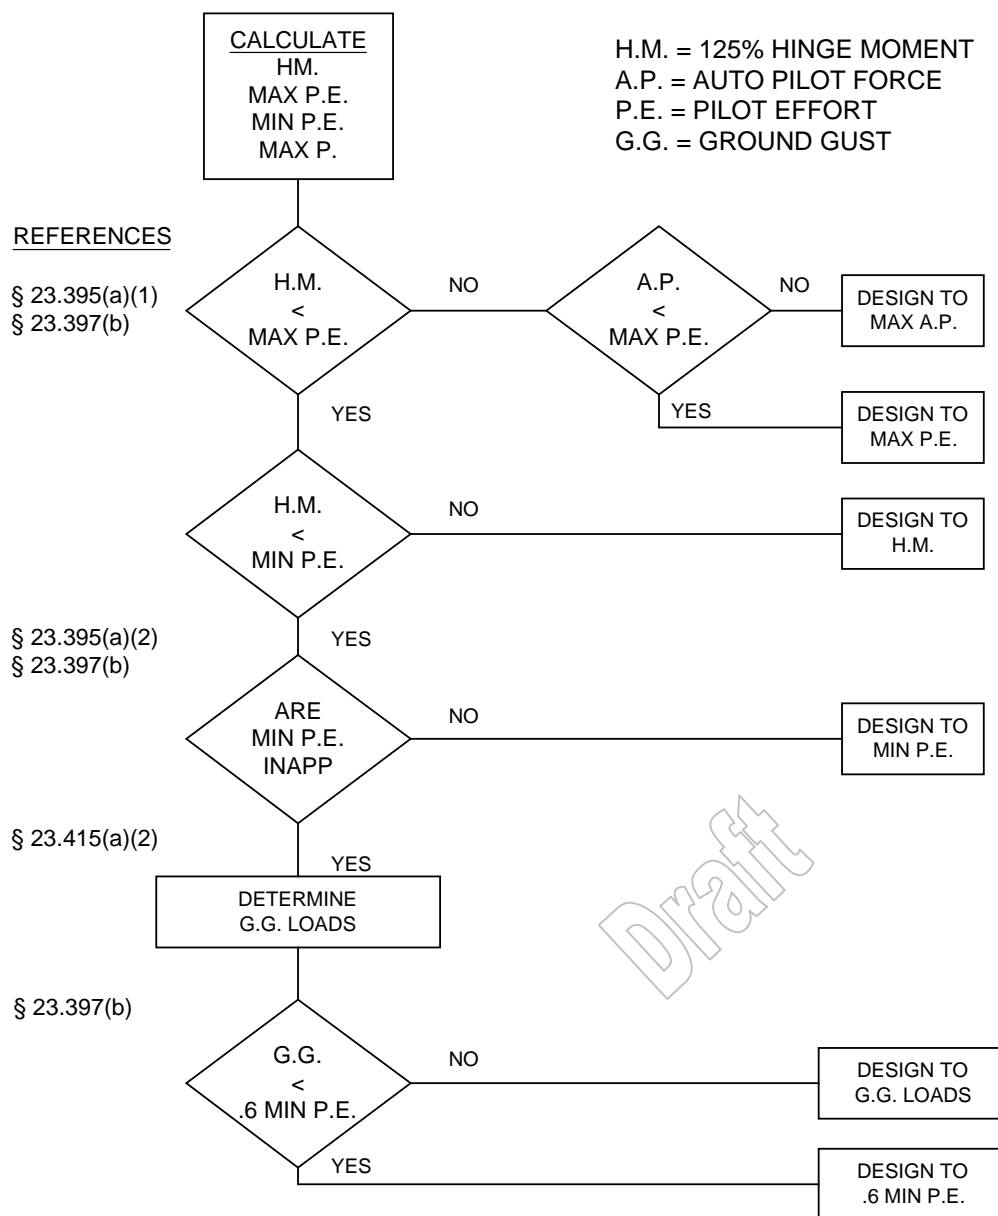 CALCULATE
HM.
MAX P.E.
MIN P.E.
MAX P.
H.M. = 125% HINGE MOMENT
A.P. = AUTO PILOT FORCE
P.E. = PILOT EFFORT
G.G. = GROUND GUST
REFERENCES
§ 23.395(a)(1)
§ 23.397(b)
H.M.
<
MAX P.E.
NO
A.P.
<
MAX P.E.
NO
DESIGN TO
MAX A.P.
YES
DESIGN TO
MAX P.E.
YES
H.M.
<
MIN P.E.
NO
DESIGN TO
H.M.
§ 23.395(a)(2)
§ 23.397(b)
YES
ARE
MIN P.E.
INAPP
NO
DESIGN TO
MIN P.E.
§ 23.415(a)(2)
YES
DETERMINE
G.G. LOADS
Draft
§ 23.397(b)
G.G.
<
.6 MIN P.E.
NO
DESIGN TO
G.G. LOADS
YES
DESIGN TO
.6 MIN P.E.